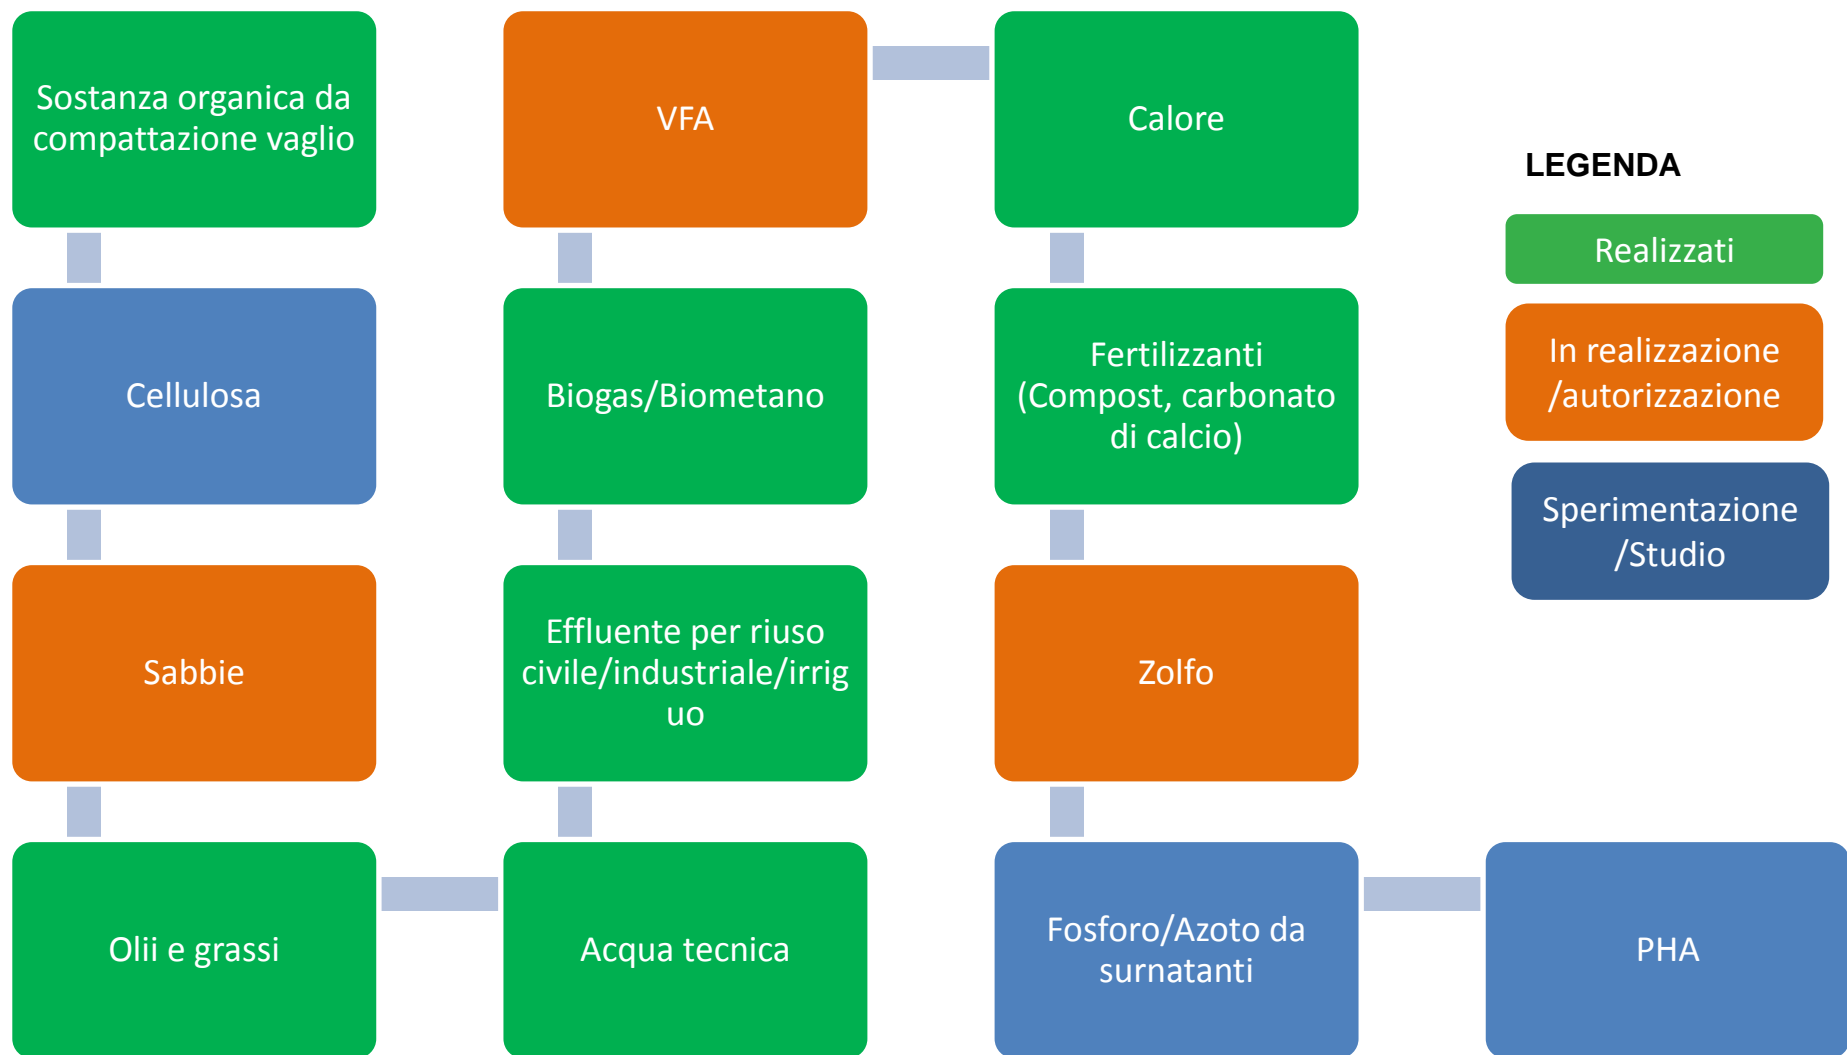 Sostanza organica da
compattazione vaglio
Cellulosa
Sabbie
Olii e grassi
Acqua tecnica
Effluente per riuso
civile/industriale/irrig
uo
Biogas/Biometano
VFA
Calore
Fertilizzanti
(Compost, carbonato
di calcio)
Zolfo
Fosforo/Azoto da
surnatanti
PHA
LEGENDA
Realizzati
In realizzazione
/autorizzazione
Sperimentazione
/Studio